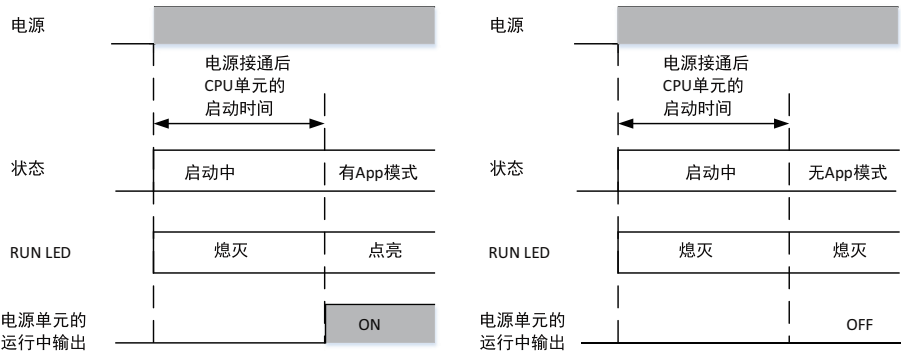 电源
电源接通后
CPU单元的
启动时间
状态
启动中
有App模式
RUN LED
熄灭
点亮
电源单元的
运行中输出
ON
电源
电源接通后
CPU单元的
启动时间
状态
启动中
无App模式
RUN LED
熄灭
熄灭
电源单元的
运行中输出
OFF